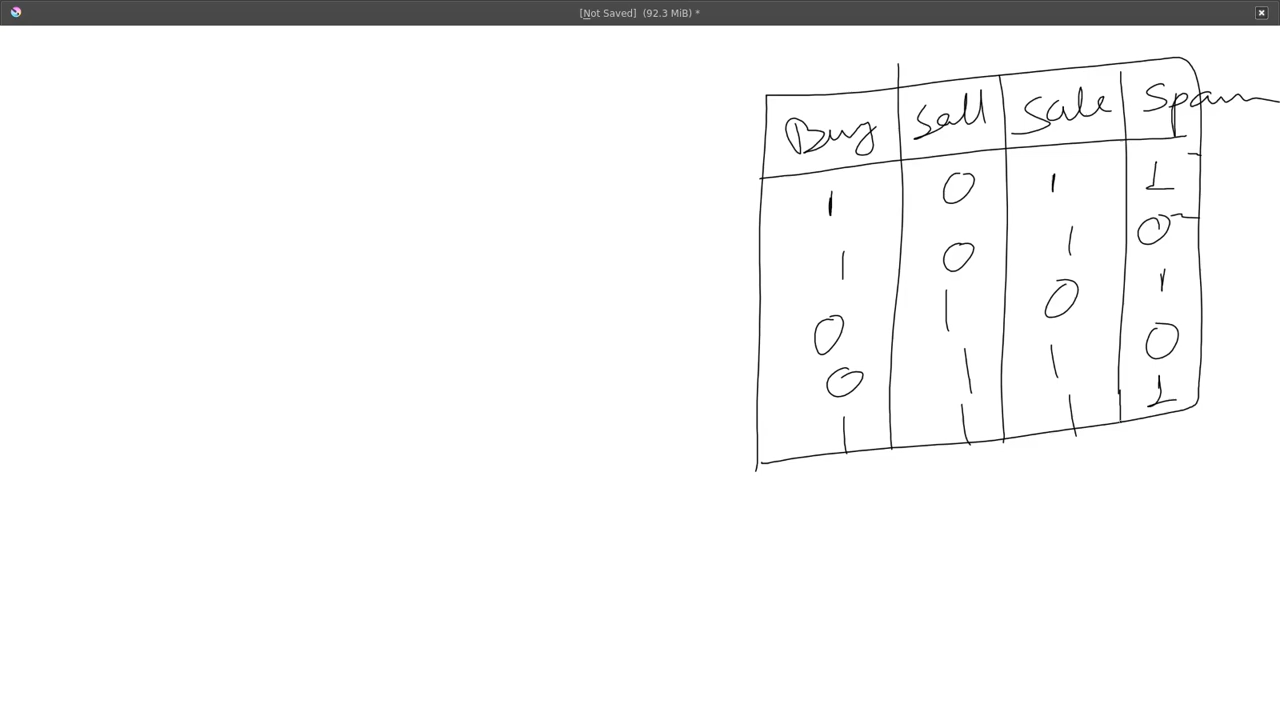 [Not Saved] (92.3 MiB) *
Buy Sell Sale Spam
1 0 1 1
1 0 1 0
0 1 0 1
0 1 1 0
1 1 1 1